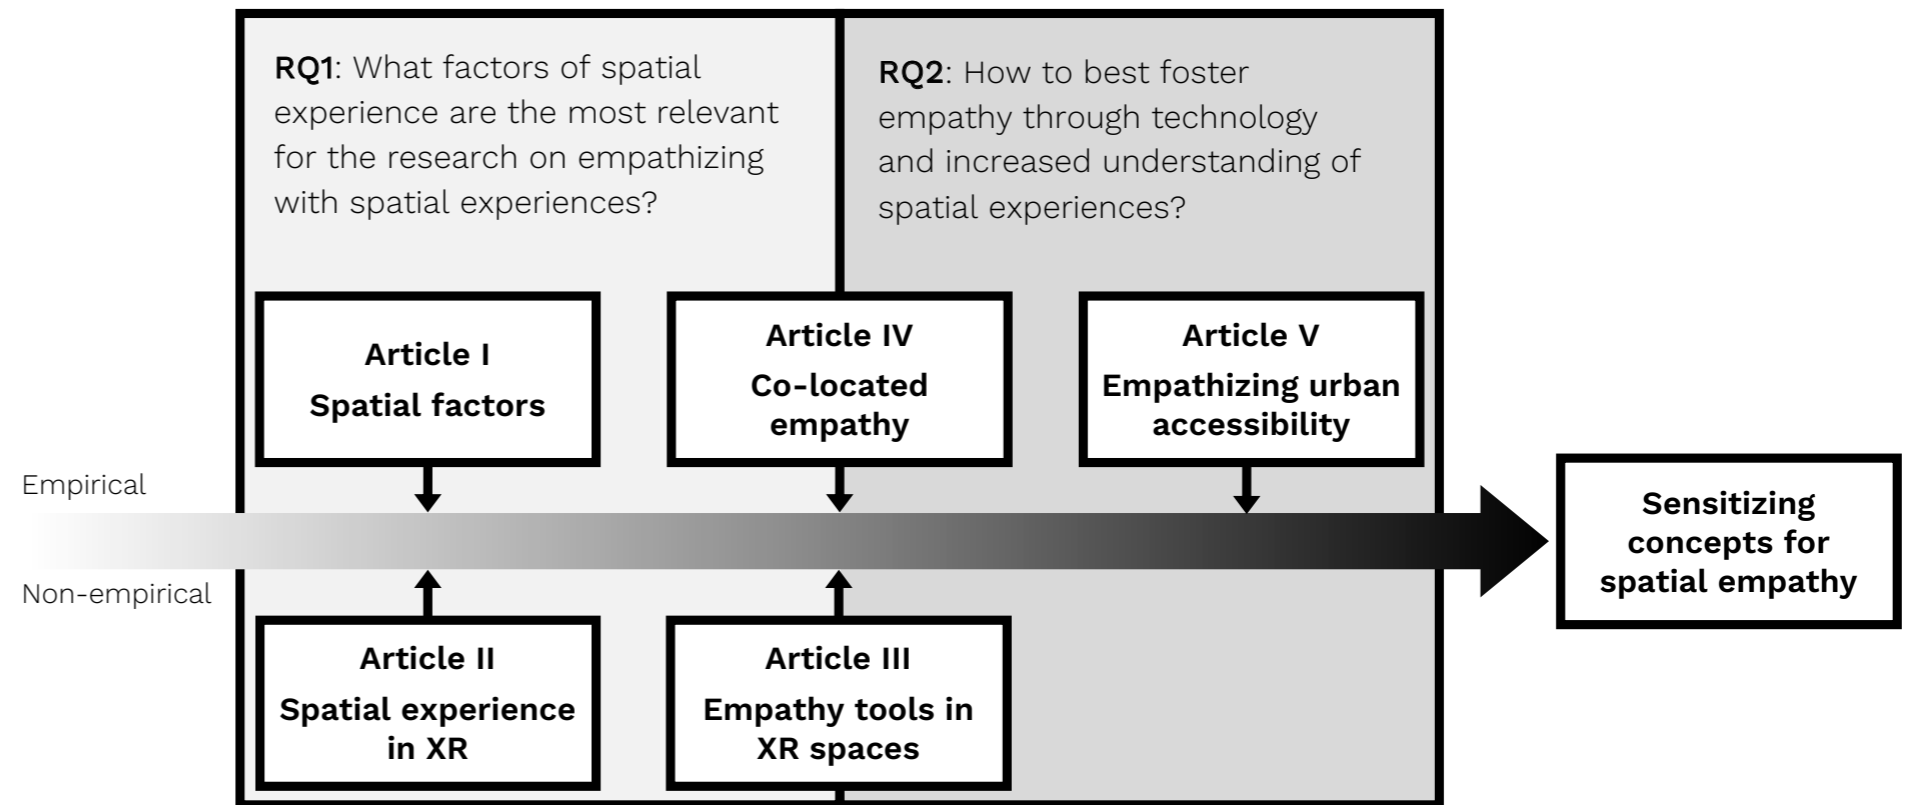 RQ1: What factors of spatial
experience are the most relevant
for the research on empathizing
with spatial experiences?
RQ2: How to best foster
empathy through technology
and increased understanding of
spatial experiences?
Article I
Spatial factors
Article IV
Co-located
empathy
Article V
Empathizing urban
accessibility
Empirical
Non-empirical
Sensitizing
concepts for
spatial empathy
Article II
Spatial experience
in XR
Article III
Empathy tools in
XR spaces